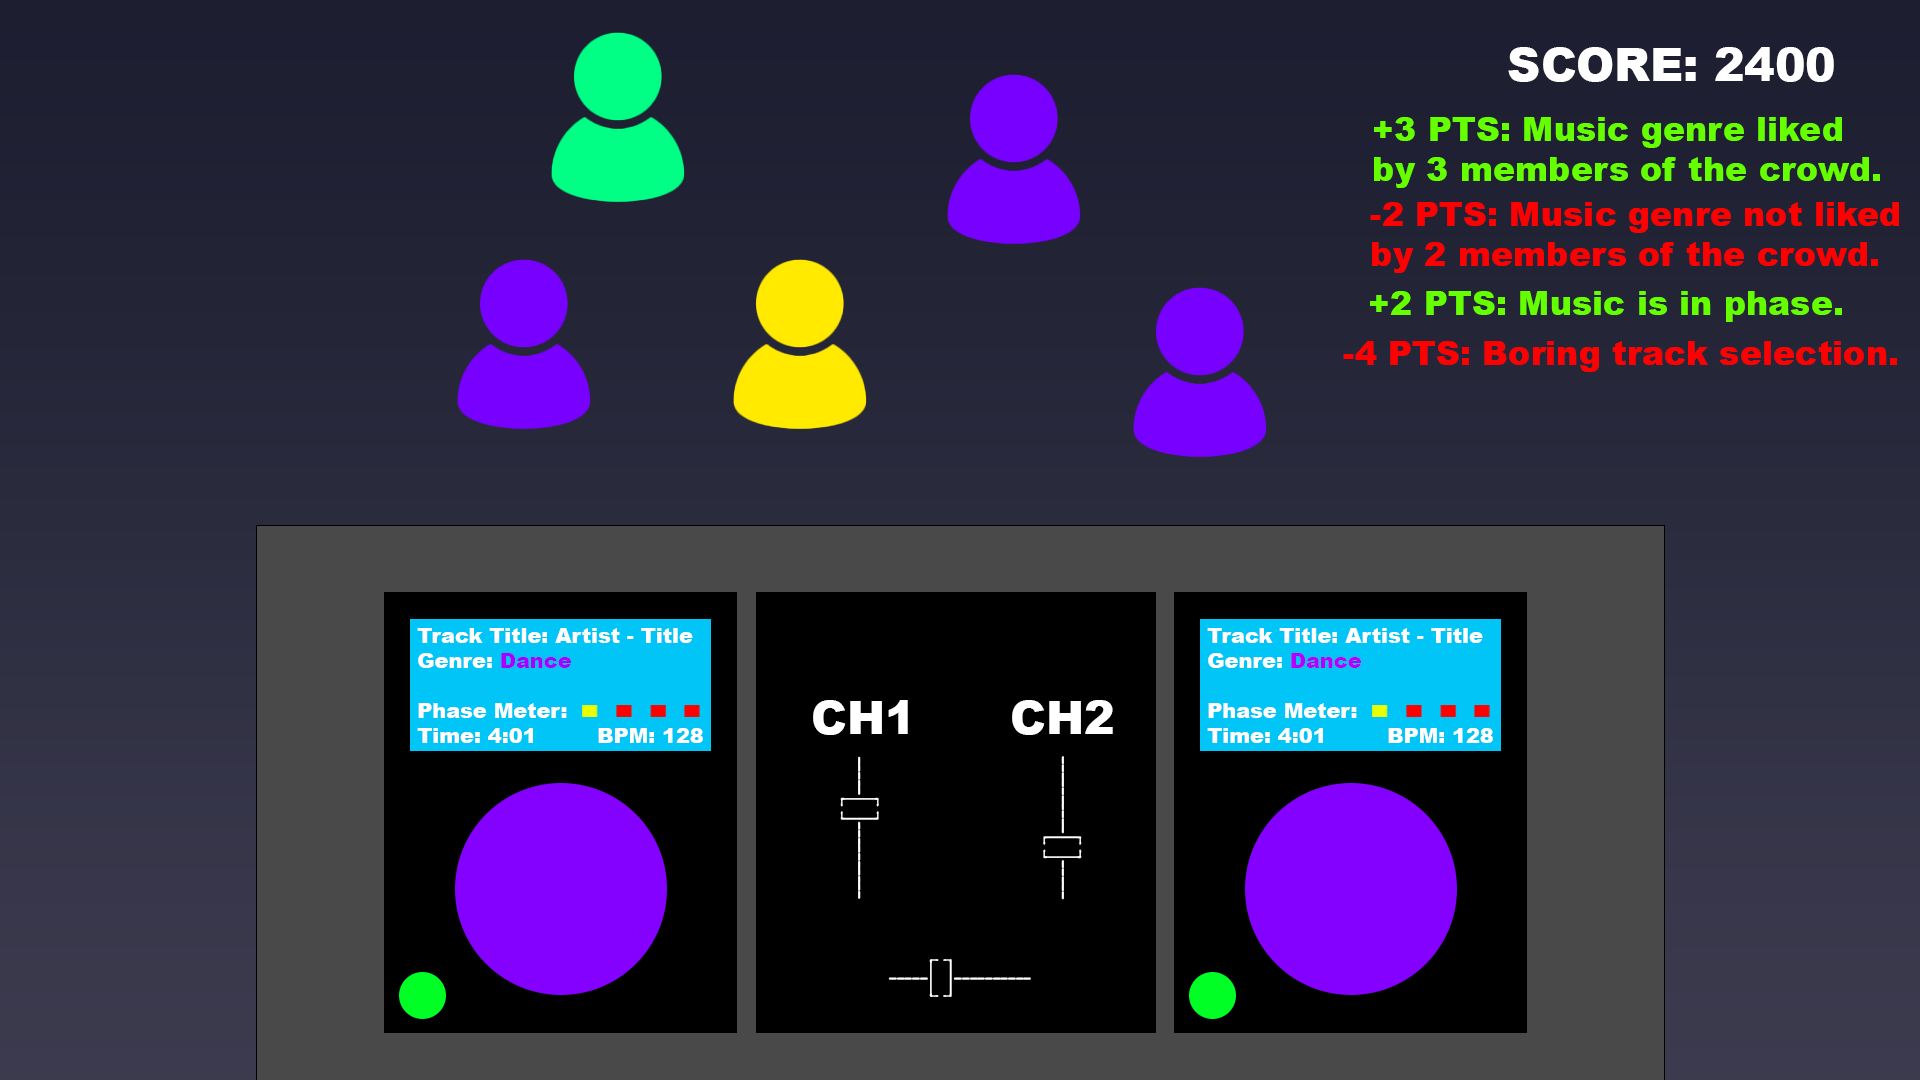 SCORE: 2400
+3 PTS: Music genre liked
by 3 members of the crowd.
-2 PTS: Music genre not liked
by 2 members of the crowd.
+2 PTS: Music is in phase.
-4 PTS: Boring track selection.
Track Title: Artist - Title
Genre: Dance
Phase Meter:
Time: 4:01 BPM: 128
CH1 CH2
Track Title: Artist - Title
Genre: Dance
Phase Meter:
Time: 4:01 BPM: 128